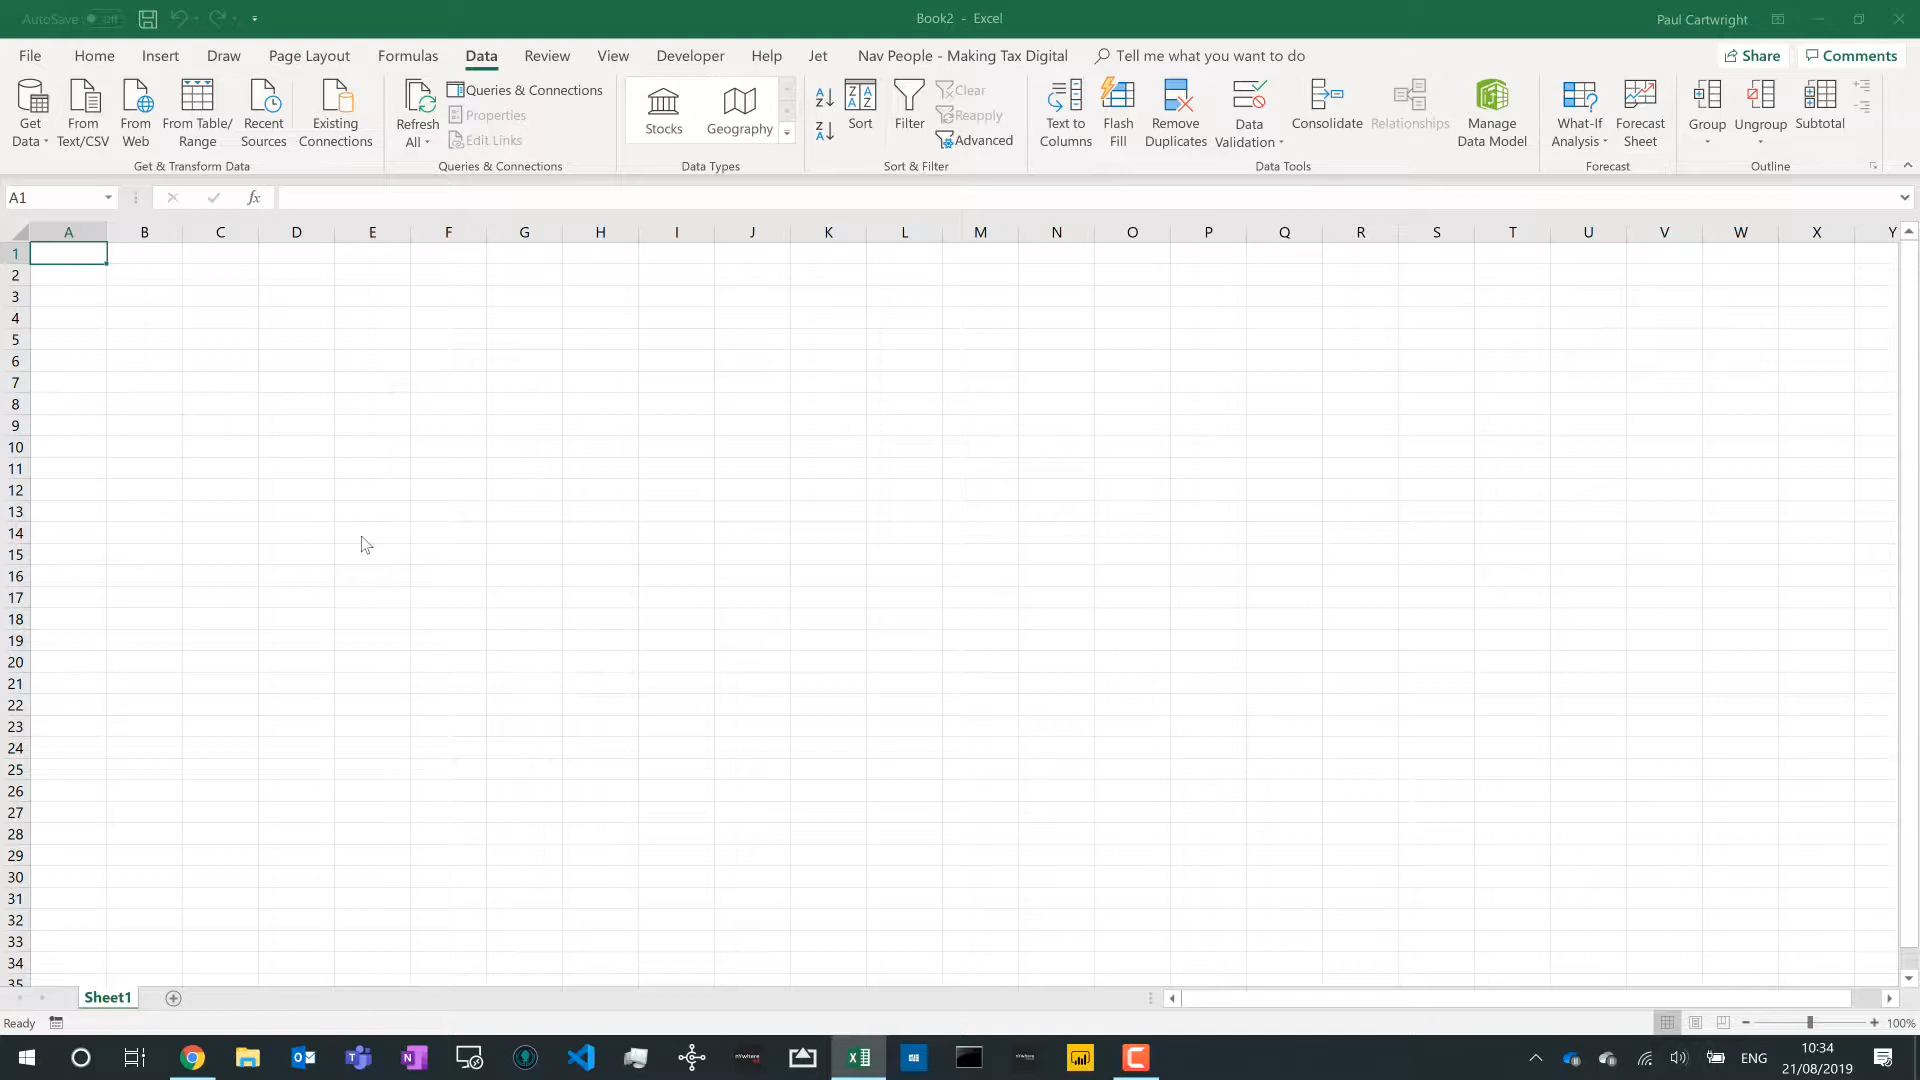 AutoSave Off
Book2 - Excel
Paul Cartwright
File Home Insert Draw Page Layout Formulas Data Review View Developer Help Jet Nav People - Making Tax Digital Tell me what you want to do Share Comments
Get Data
From Text/CSV
From Web
From Table/ Range
Recent Sources
Existing Connections
Get & Transform Data
Refresh All
Queries & Connections
Properties
Edit Links
Queries & Connections
Stocks
Geography
Data Types
Sort
Filter
Clear
Reapply
Advanced
Sort & Filter
Text to Columns
Flash Fill
Remove Duplicates
Data Validation
Consolidate
Relationships
Manage Data Model
Data Tools
What-If Analysis
Forecast Sheet
Forecast
Group
Ungroup
Subtotal
Outline
A1 fx
A B C D E F G H I J K L M N O P Q R S T U V W X Y
1
2
3
4
5
6
7
8
9
10
11
12
13
14
15
16
17
18
19
20
21
22
23
24
25
26
27
28
29
30
31
32
33
34
35
Sheet1
Ready
100%
ENG
10:34
21/08/2019